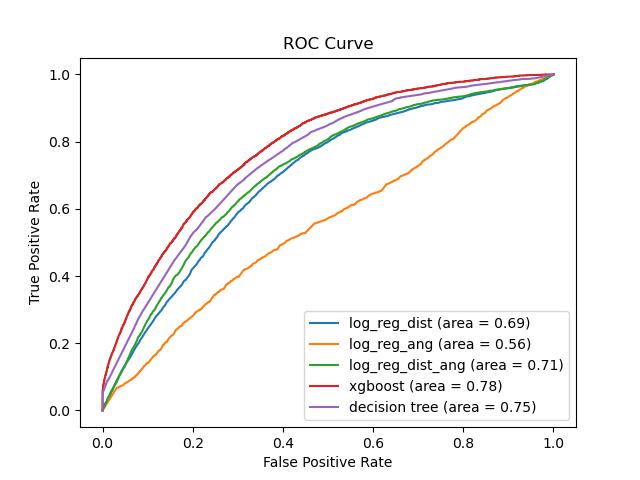 ROC Curve
1.0
0.8
0.6
0.4
0.2
0.0
True Positive Rate
log_reg_dist (area = 0.69)
log_reg_ang (area = 0.56)
log_reg_dist_ang (area = 0.71)
xgboost (area = 0.78)
decision tree (area = 0.75)
0.0 0.2 0.4 0.6 0.8 1.0
False Positive Rate